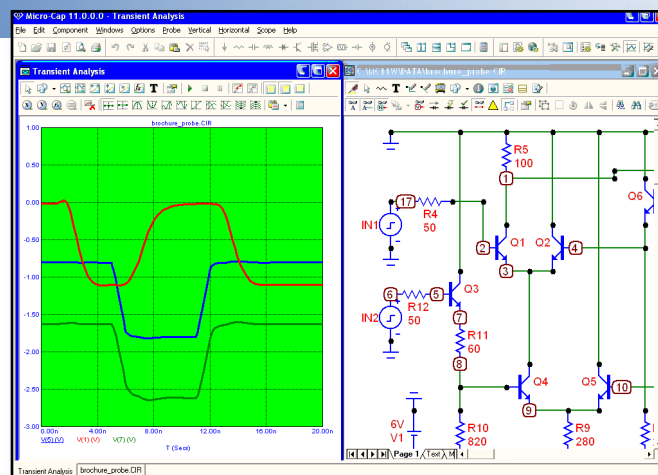 Micro-Cap 11.0.0.0 - Transient Analysis
File Edit Component Windows Options Probe Vertical Horizontal Scope Help
Transient Analysis
C:\MC11W\DATA\brochure_probe.CIR
brochure_probe.CIR
1.00
0.50
0.00
-0.50
-1.00
-1.50
-2.00
-2.50
-3.00
0.00n 4.00n 8.00n 12.00n 16.00n 20.00n
V(5) (V) V(1) (V) V(7) (V)
T (Secs)
R5
100
1
Q6
17
R4
50
IN1
2
Q1
Q2
4
3
Q3
6
5
R12
50
IN2
7
R11
60
8
Q4
Q5
10
9
6V
V1
R10
820
R9
280
Page 1 Text M
Transient Analysis brochure_probe.CIR